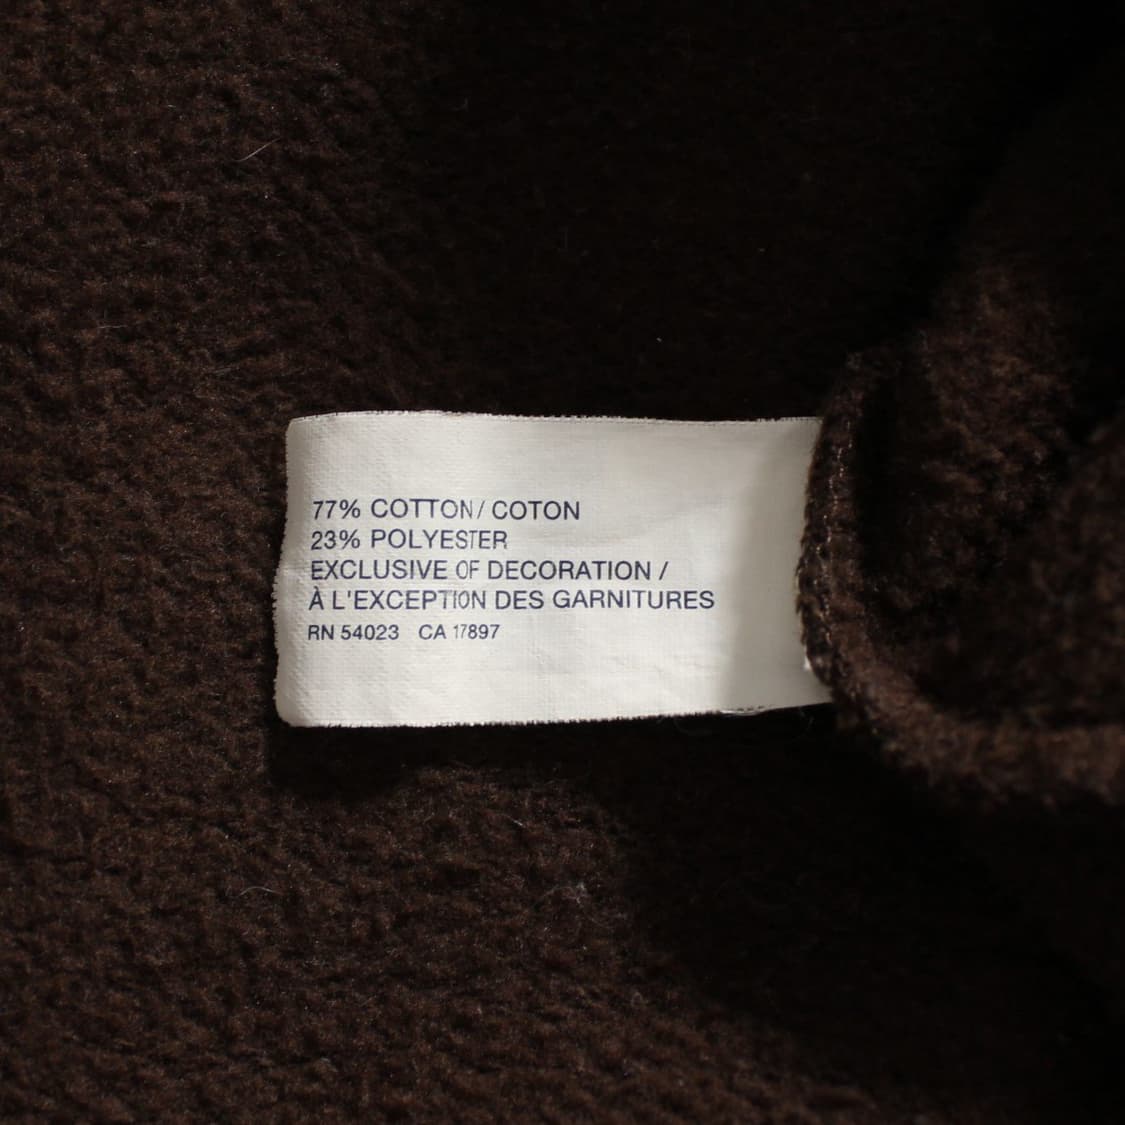 77% COTTON / COTON
23% POLYESTER
EXCLUSIVE OF DECORATION /
À L'EXCEPTION DES GARNITURES
RN 54023 CA 17897